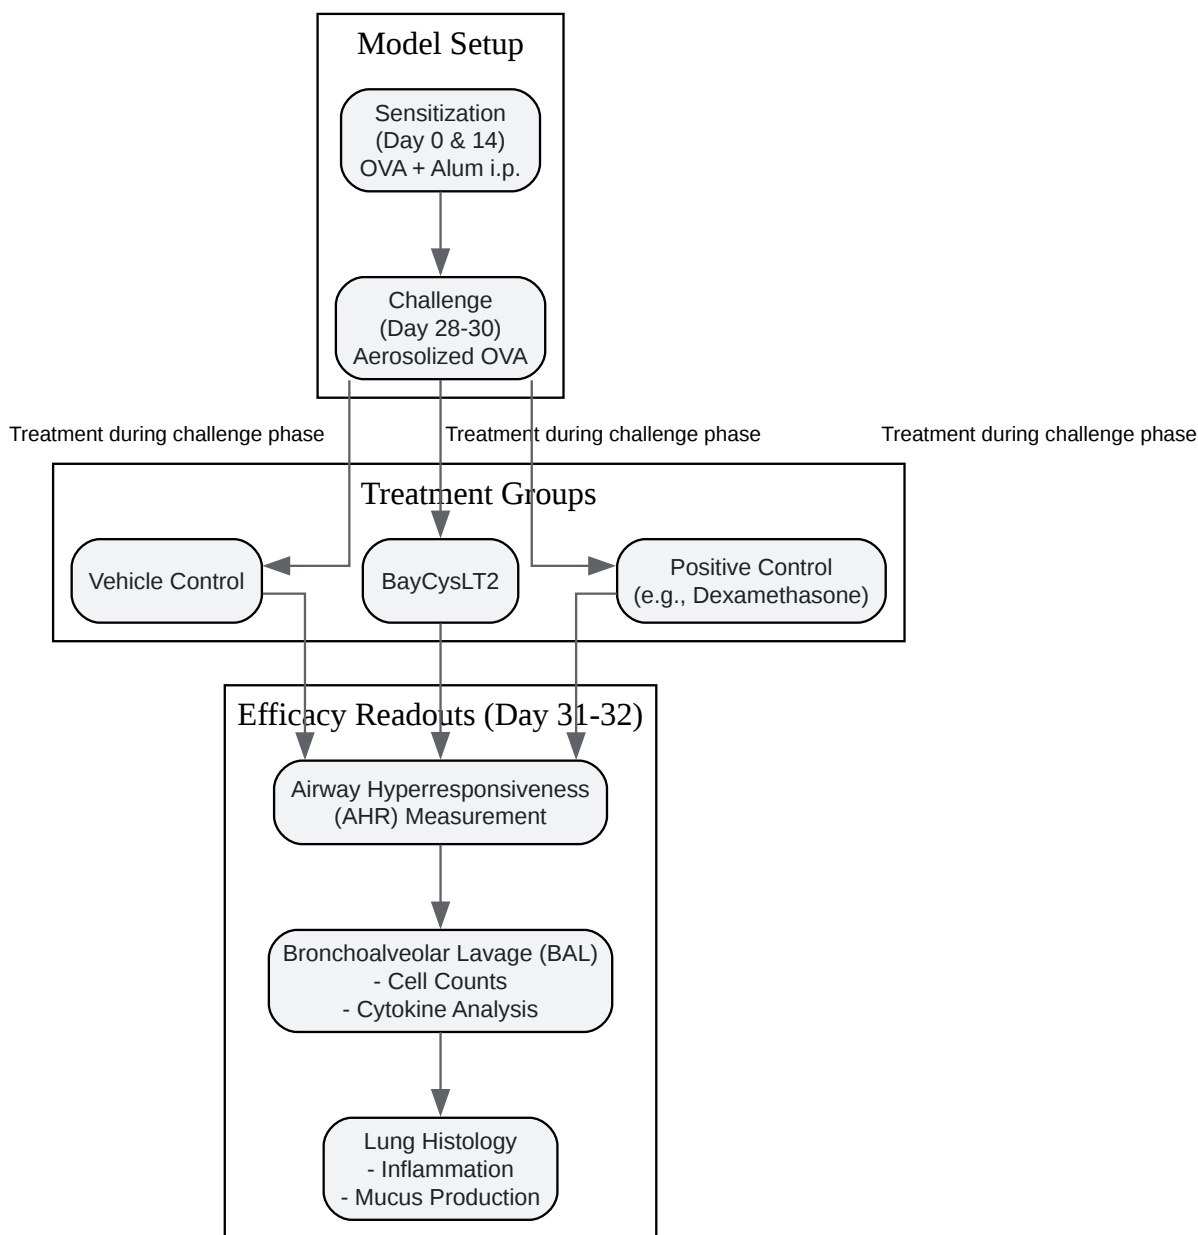 Model Setup
Sensitization
(Day 0 & 14)
OVA + Alum i.p.
Challenge
(Day 28-30)
Aerosolized OVA
Treatment during challenge phase
Treatment during challenge phase
Treatment during challenge phase
Treatment Groups
Vehicle Control
BayCysLT2
Positive Control
(e.g., Dexamethasone)
Efficacy Readouts (Day 31-32)
Airway Hyperresponsiveness
(AHR) Measurement
Bronchoalveolar Lavage (BAL)
- Cell Counts
- Cytokine Analysis
Lung Histology
- Inflammation
- Mucus Production